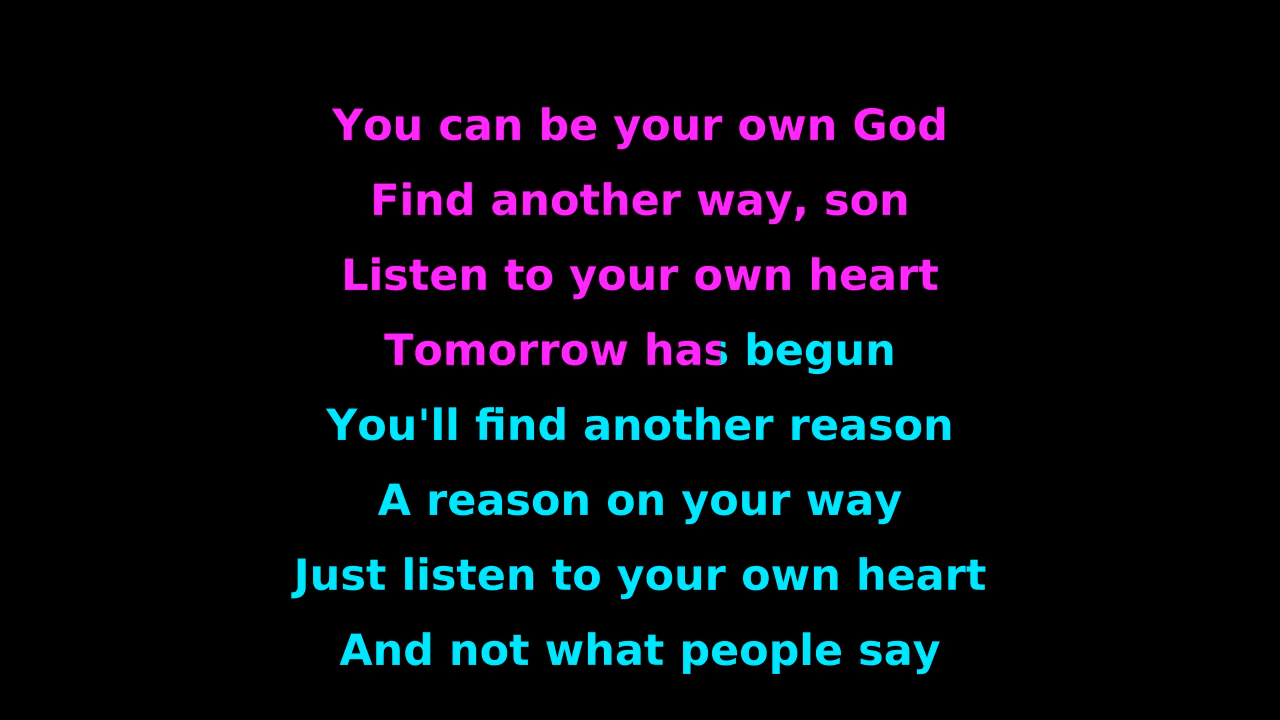 You can be your own God
Find another way, son
Listen to your own heart
Tomorrow has begun
You'll find another reason
A reason on your way
Just listen to your own heart
And not what people say